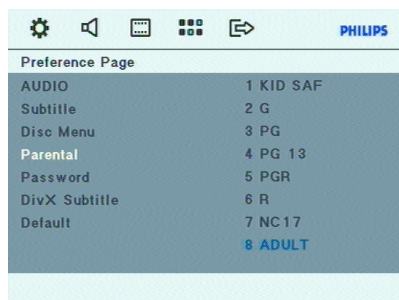 PHILIPS
Preference Page
AUDIO 1 KID SAF
Subtitle 2 G
Disc Menu 3 PG
Parental 4 PG 13
Password 5 PGR
DivX Subtitle 6 R
Default 7 NC17
8 ADULT